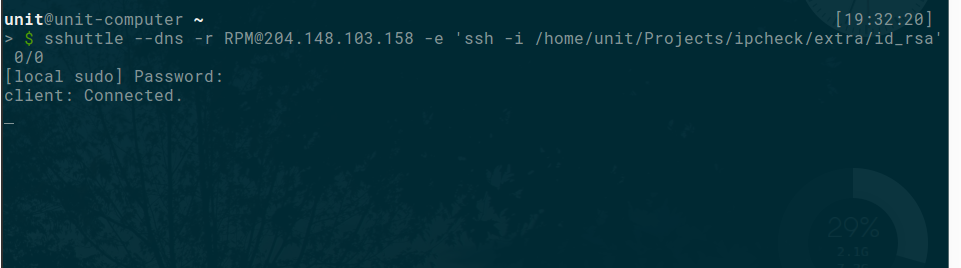 unit@unit-computer ~ [19:32:20]
> $ sshuttle --dns -r RPM@204.148.103.158 -e 'ssh -i /home/unit/Projects/ipcheck/extra/id_rsa'
0/0
[local sudo] Password:
client: Connected.
_
29%
2.1G